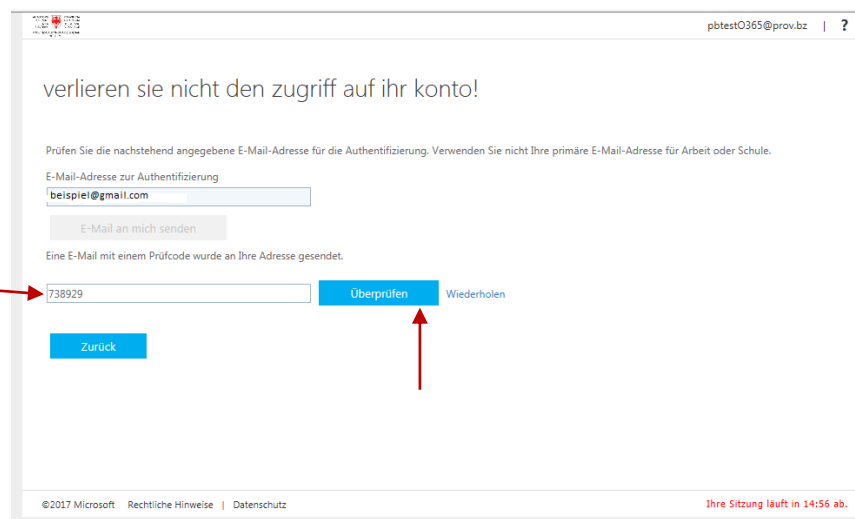 pbtestO365@prov.bz | ?
verlieren sie nicht den zugriff auf ihr konto!
Prüfen Sie die nachstehend angegebene E-Mail-Adresse für die Authentifizierung. Verwenden Sie nicht Ihre primäre E-Mail-Adresse für Arbeit oder Schule.
E-Mail-Adresse zur Authentifizierung
beispiel@gmail.com
E-Mail an mich senden
Eine E-Mail mit einem Prüfcode wurde an Ihre Adresse gesendet.
738929 Überprüfen Wiederholen
Zurück
©2017 Microsoft Rechtliche Hinweise | Datenschutz Ihre Sitzung läuft in 14:56 ab.